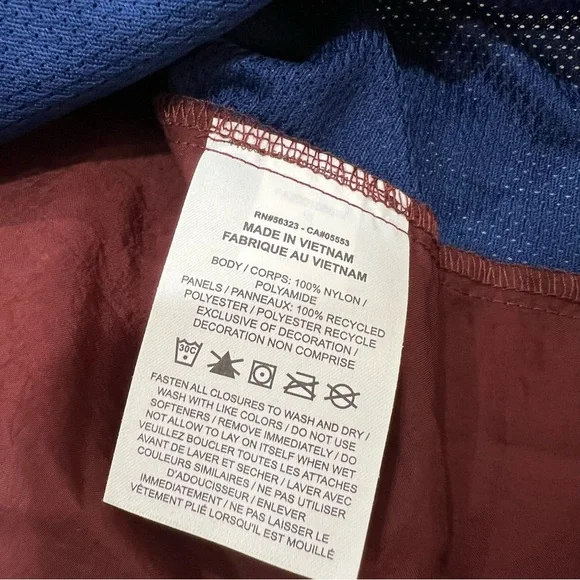 RN#56323 - CA#05553
MADE IN VIETNAM
FABRIQUE AU VIETNAM
BODY / CORPS: 100% NYLON /
POLYAMIDE
PANELS / PANNEAUX: 100% RECYCLED
POLYESTER / POLYESTER RECYCLE
EXCLUSIVE OF DECORATION /
DECORATION NON COMPRISE
30C
FASTEN ALL CLOSURES TO WASH AND DRY /
WASH WITH LIKE COLORS / DO NOT USE
SOFTENERS / REMOVE IMMEDIATELY / DO
NOT ALLOW TO LAY ON ITSELF WHEN WET
VEUILLEZ BOUCLER TOUTES LES ATTACHES
AVANT DE LAVER ET SECHER / LAVER AVEC
COULEURS SIMILAIRES / NE PAS UTILISER
D'ADOUCISSEUR / ENLEVER
IMMEDIATEMENT / NE PAS LAISSER LE
VÊTEMENT PLIÉ LORSQU'IL EST MOUILLÉ